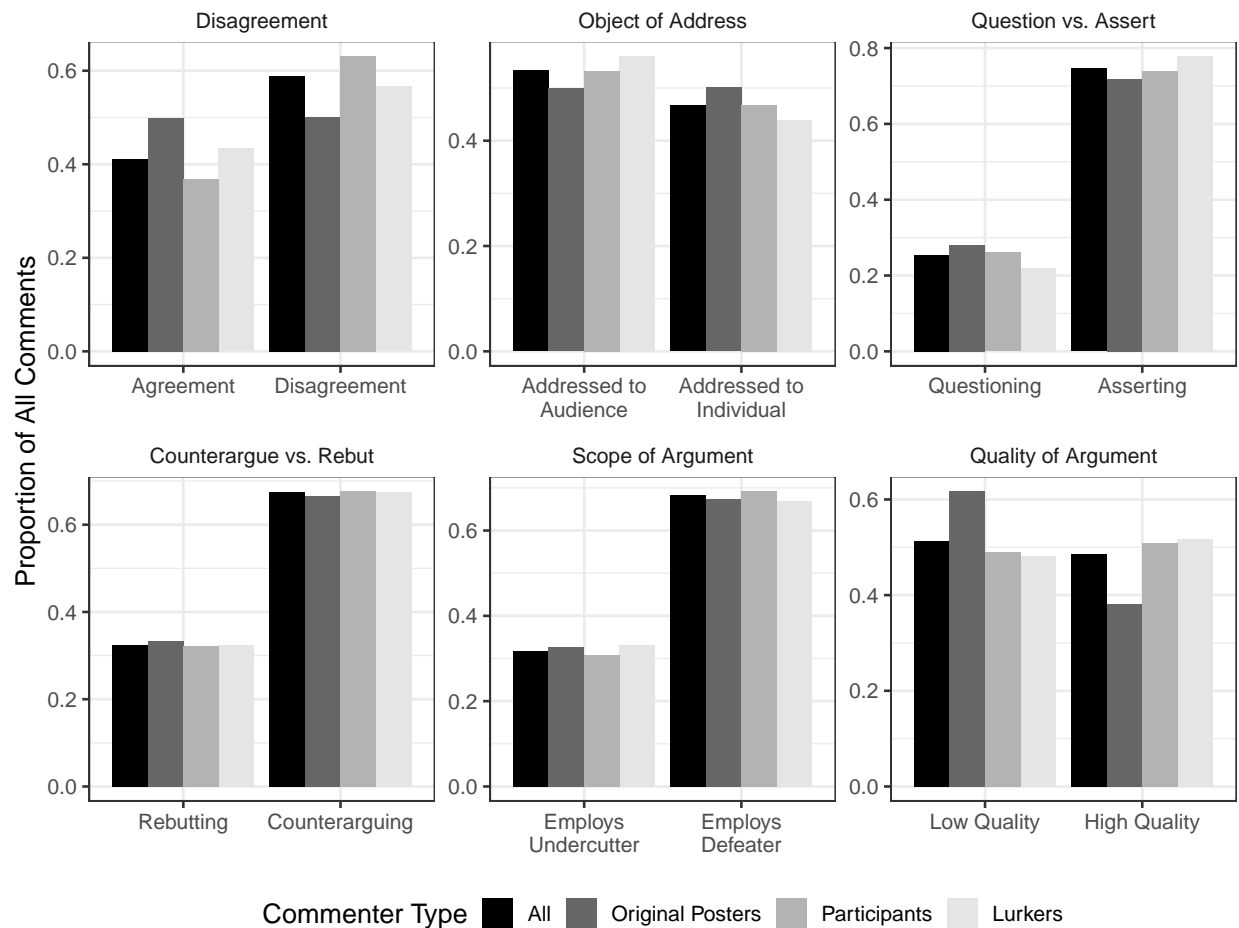 Disagreement
Object of Address
Question vs. Assert
Proportion of All Comments
0.6
0.4
0.2
0.0
Agreement
Disagreement
0.4
0.2
0.0
Addressed to
Audience
Addressed to
Individual
0.8
0.6
0.4
0.2
0.0
Questioning
Asserting
Counterargue vs. Rebut
Scope of Argument
Quality of Argument
0.6
0.4
0.2
0.0
Rebutting
Counterarguing
0.6
0.4
0.2
0.0
Employs
Undercutter
Employs
Defeater
0.6
0.4
0.2
0.0
Low Quality
High Quality
Commenter Type All Original Posters Participants Lurkers